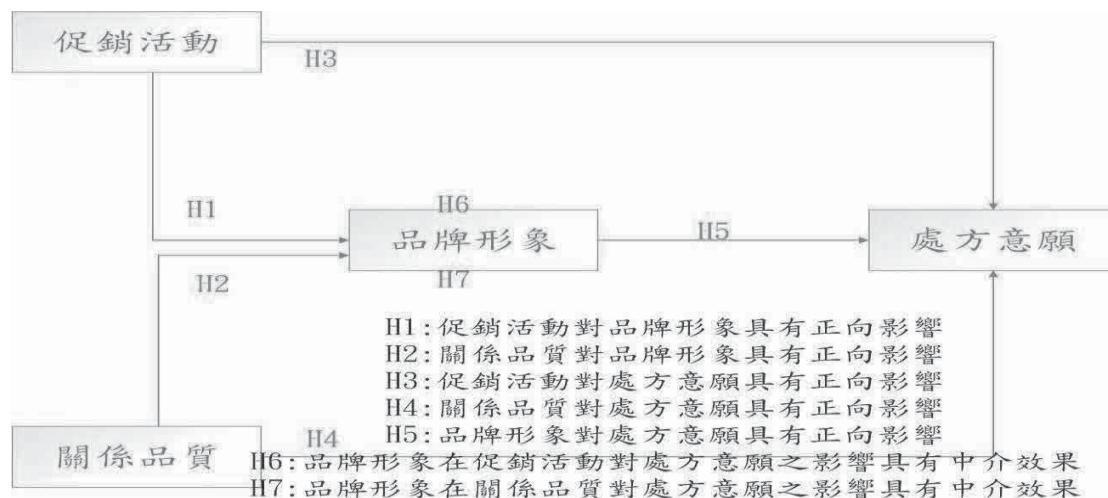 促銷活動
H3
H1
H6
品牌形象
H5
處方意願
H2
H7
H1:促銷活動對品牌形象具有正向影響
H2:關係品質對品牌形象具有正向影響
H3:促銷活動對處方意願具有正向影響
H4:關係品質對處方意願具有正向影響
H5:品牌形象對處方意願具有正向影響
關係品質
H4
H6:品牌形象在促銷活動對處方意願之影響具有中介效果
H7:品牌形象在關係品質對處方意願之影響具有中介效果